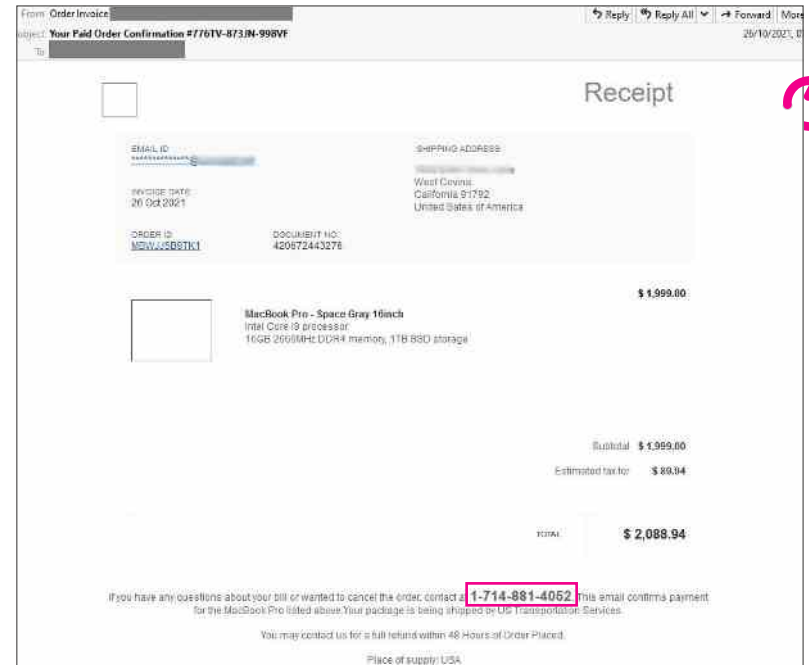 From Order Invoice
Reply Reply All Forward More
Subject Your Paid Order Confirmation #776TV-873JN-998VF
26/10/2021,
To
Receipt
EMAIL ID
SHIPPING ADDRESS
West Covina,
INVOICE DATE
California 91792
26 Oct 2021
United Sates of America
ORDER ID
DOCUMENT NO.
420672443276
$ 1,999.00
MacBook Pro - Space Gray 16inch
Intel Core i9 processor
16GB 2666MHz DDR4 memory, 1TB SSD storage
Subtotal $ 1,999.00
Estimated tax for $ 89.94
TOTAL $ 2,088.94
If you have any questions about your bill or wanted to cancel the order, contact at 1-714-881-4052. This email confirms payment
for the MacBook Pro listed above. Your package is being shipped by US Transportation Services.
You may contact us for a full refund within 48 Hours of Order Placed.
Place of supply: USA